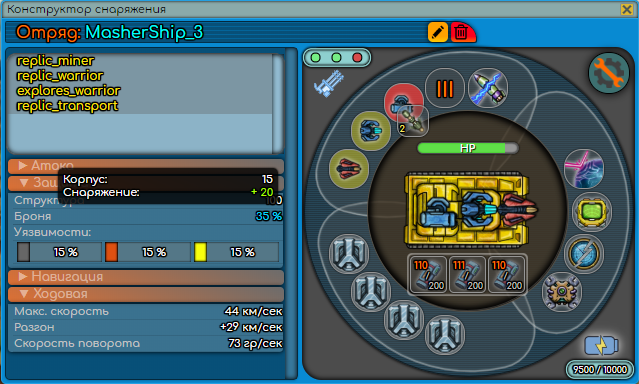 Конструктор снаряжения
Отряд: MasherShip_3
replic_miner
replic_warrior
explores_warrior
replic_transport
Атака
Корпус: 15
Снаряжение: + 20
Структура 100
Броня 35 %
Уязвимости:
15 % 15 % 15 %
Навигация
Ходовая
Макс. скорость 44 км/сек
Разгон +29 км/сек
Скорость поворота 73 гр/сек
III
2
HP
110 111 110
200 200 200
9500 / 10000